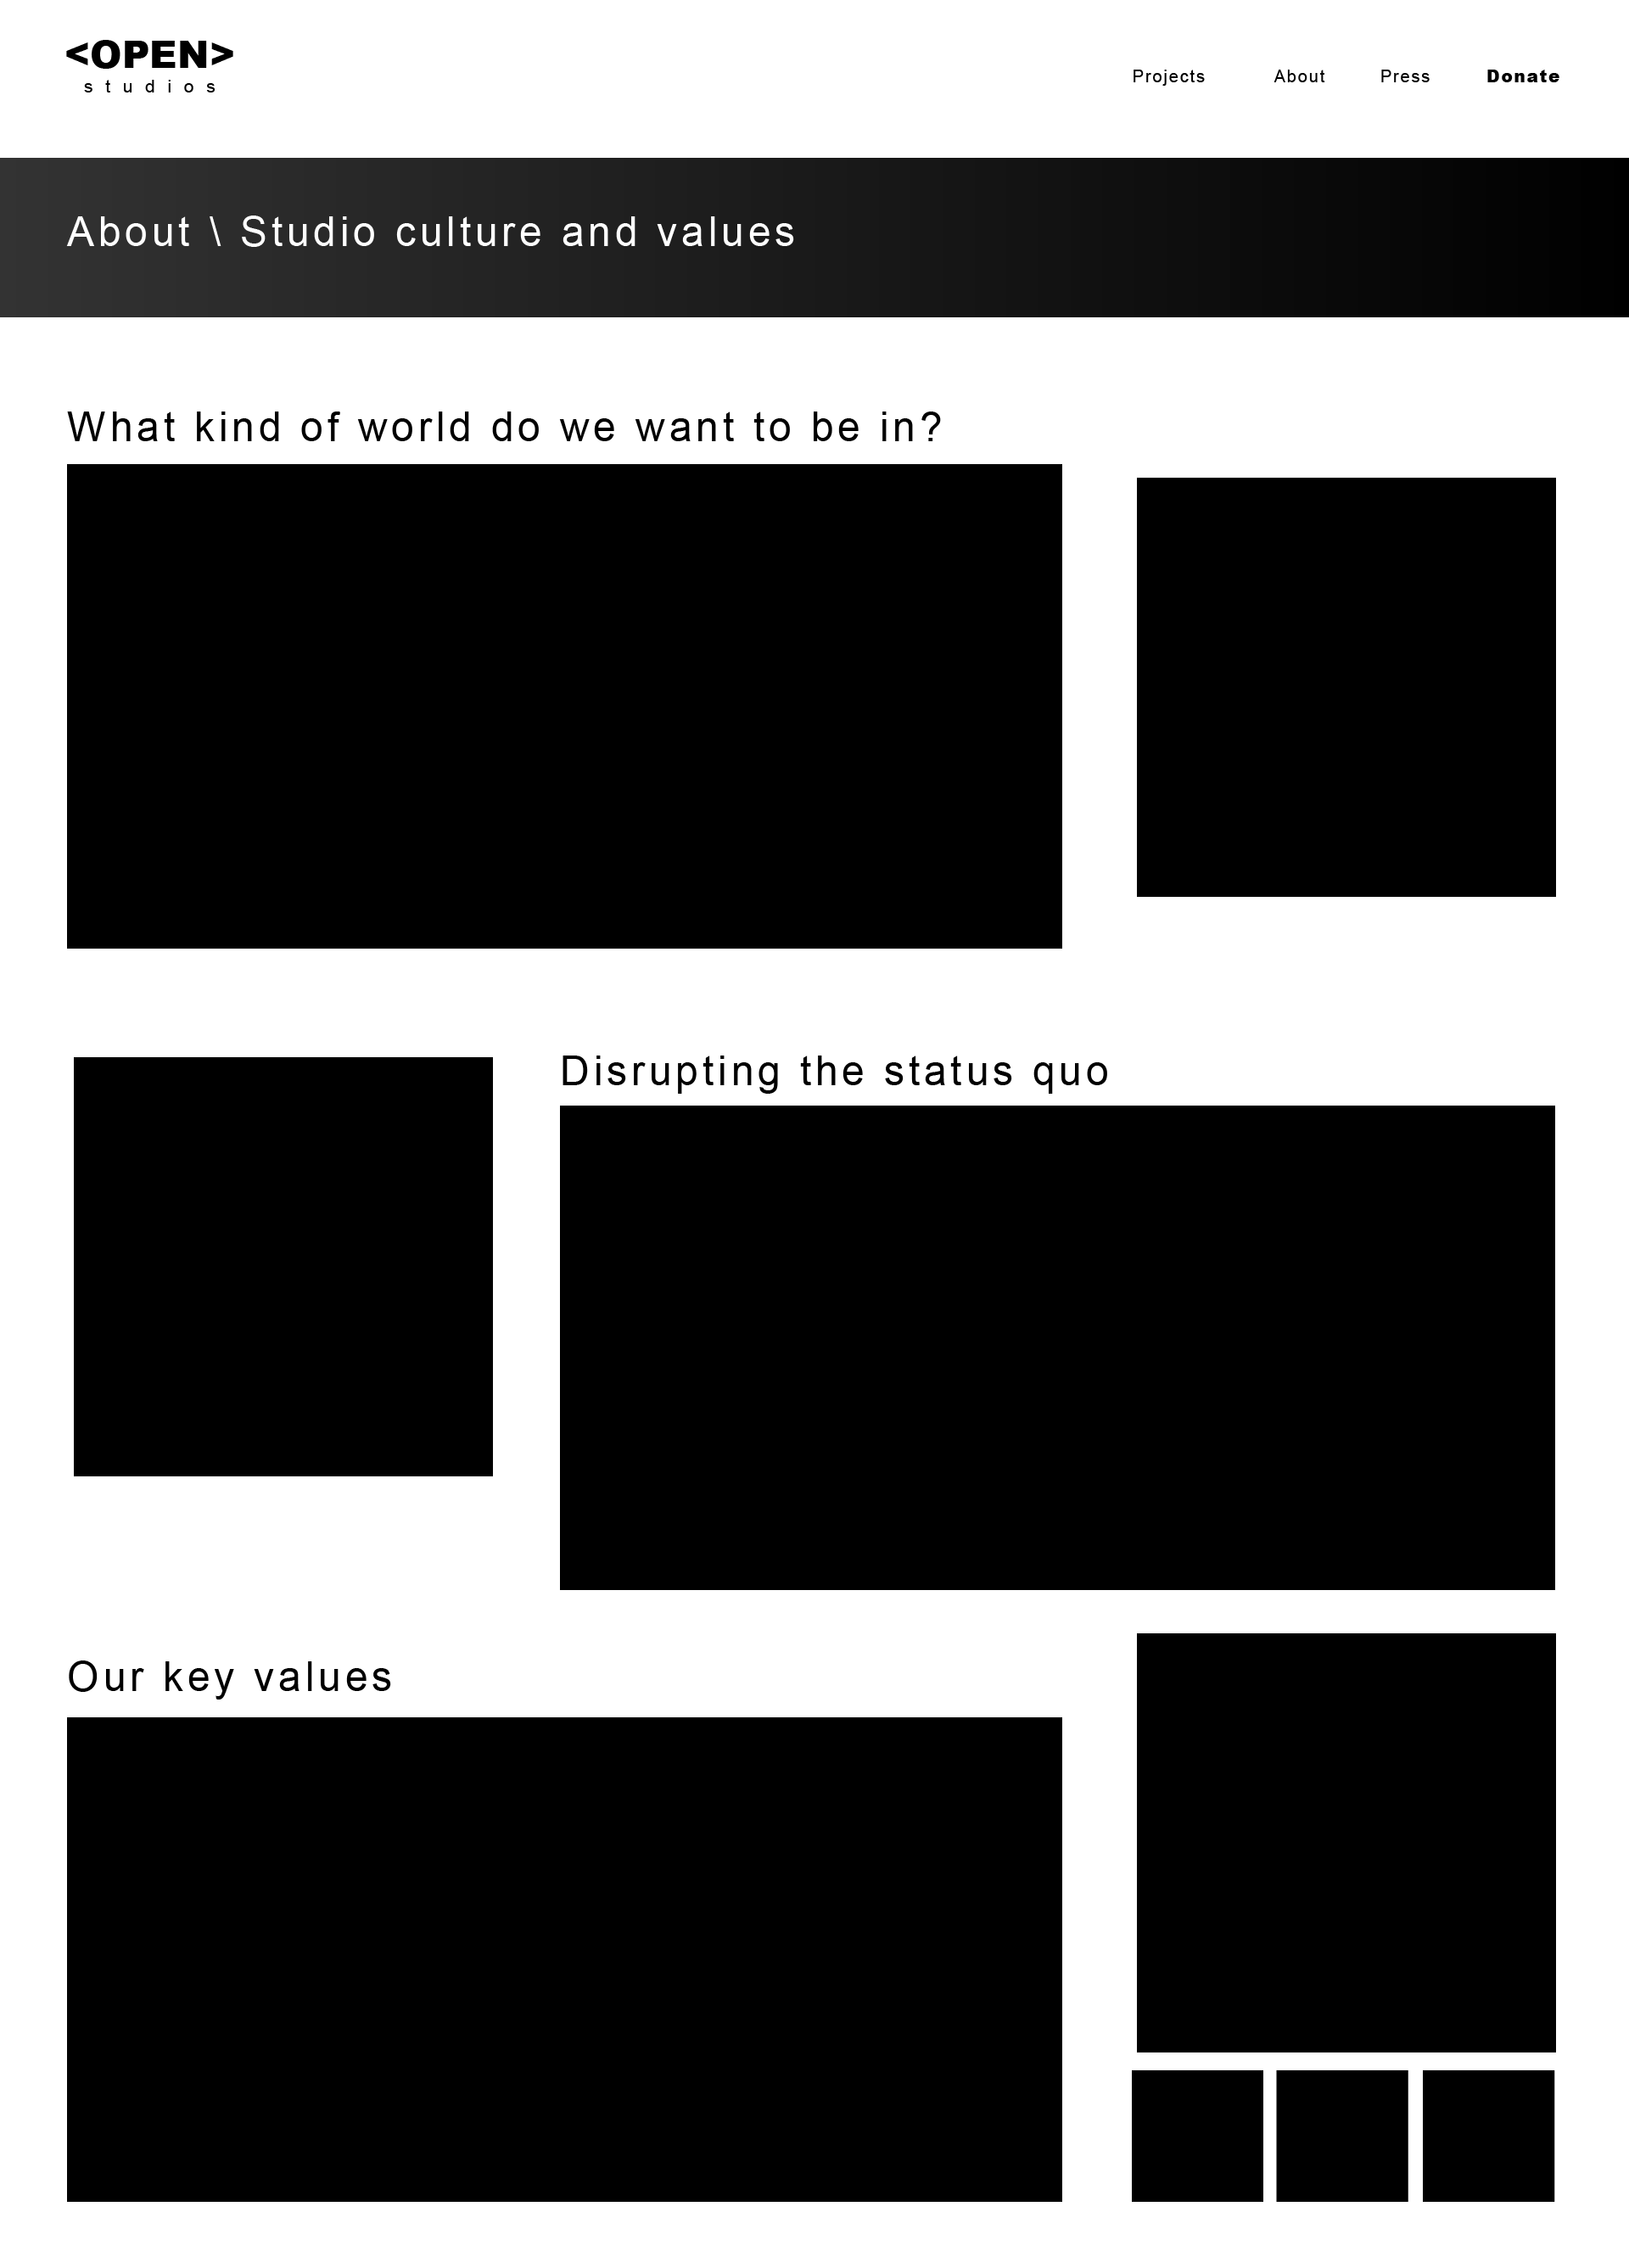 <OPEN>
studios
Projects About Press Donate
About \ Studio culture and values
What kind of world do we want to be in?
Disrupting the status quo
Our key values